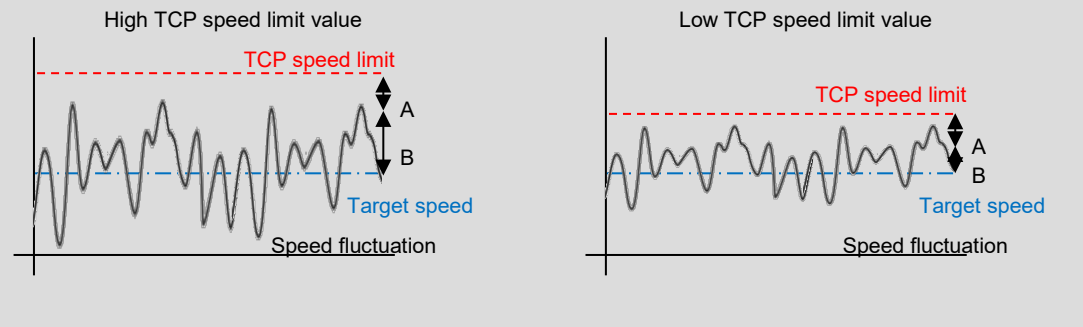 High TCP speed limit value
TCP speed limit
A
B
Target speed
Speed fluctuation
Low TCP speed limit value
TCP speed limit
A
B
Target speed
Speed fluctuation